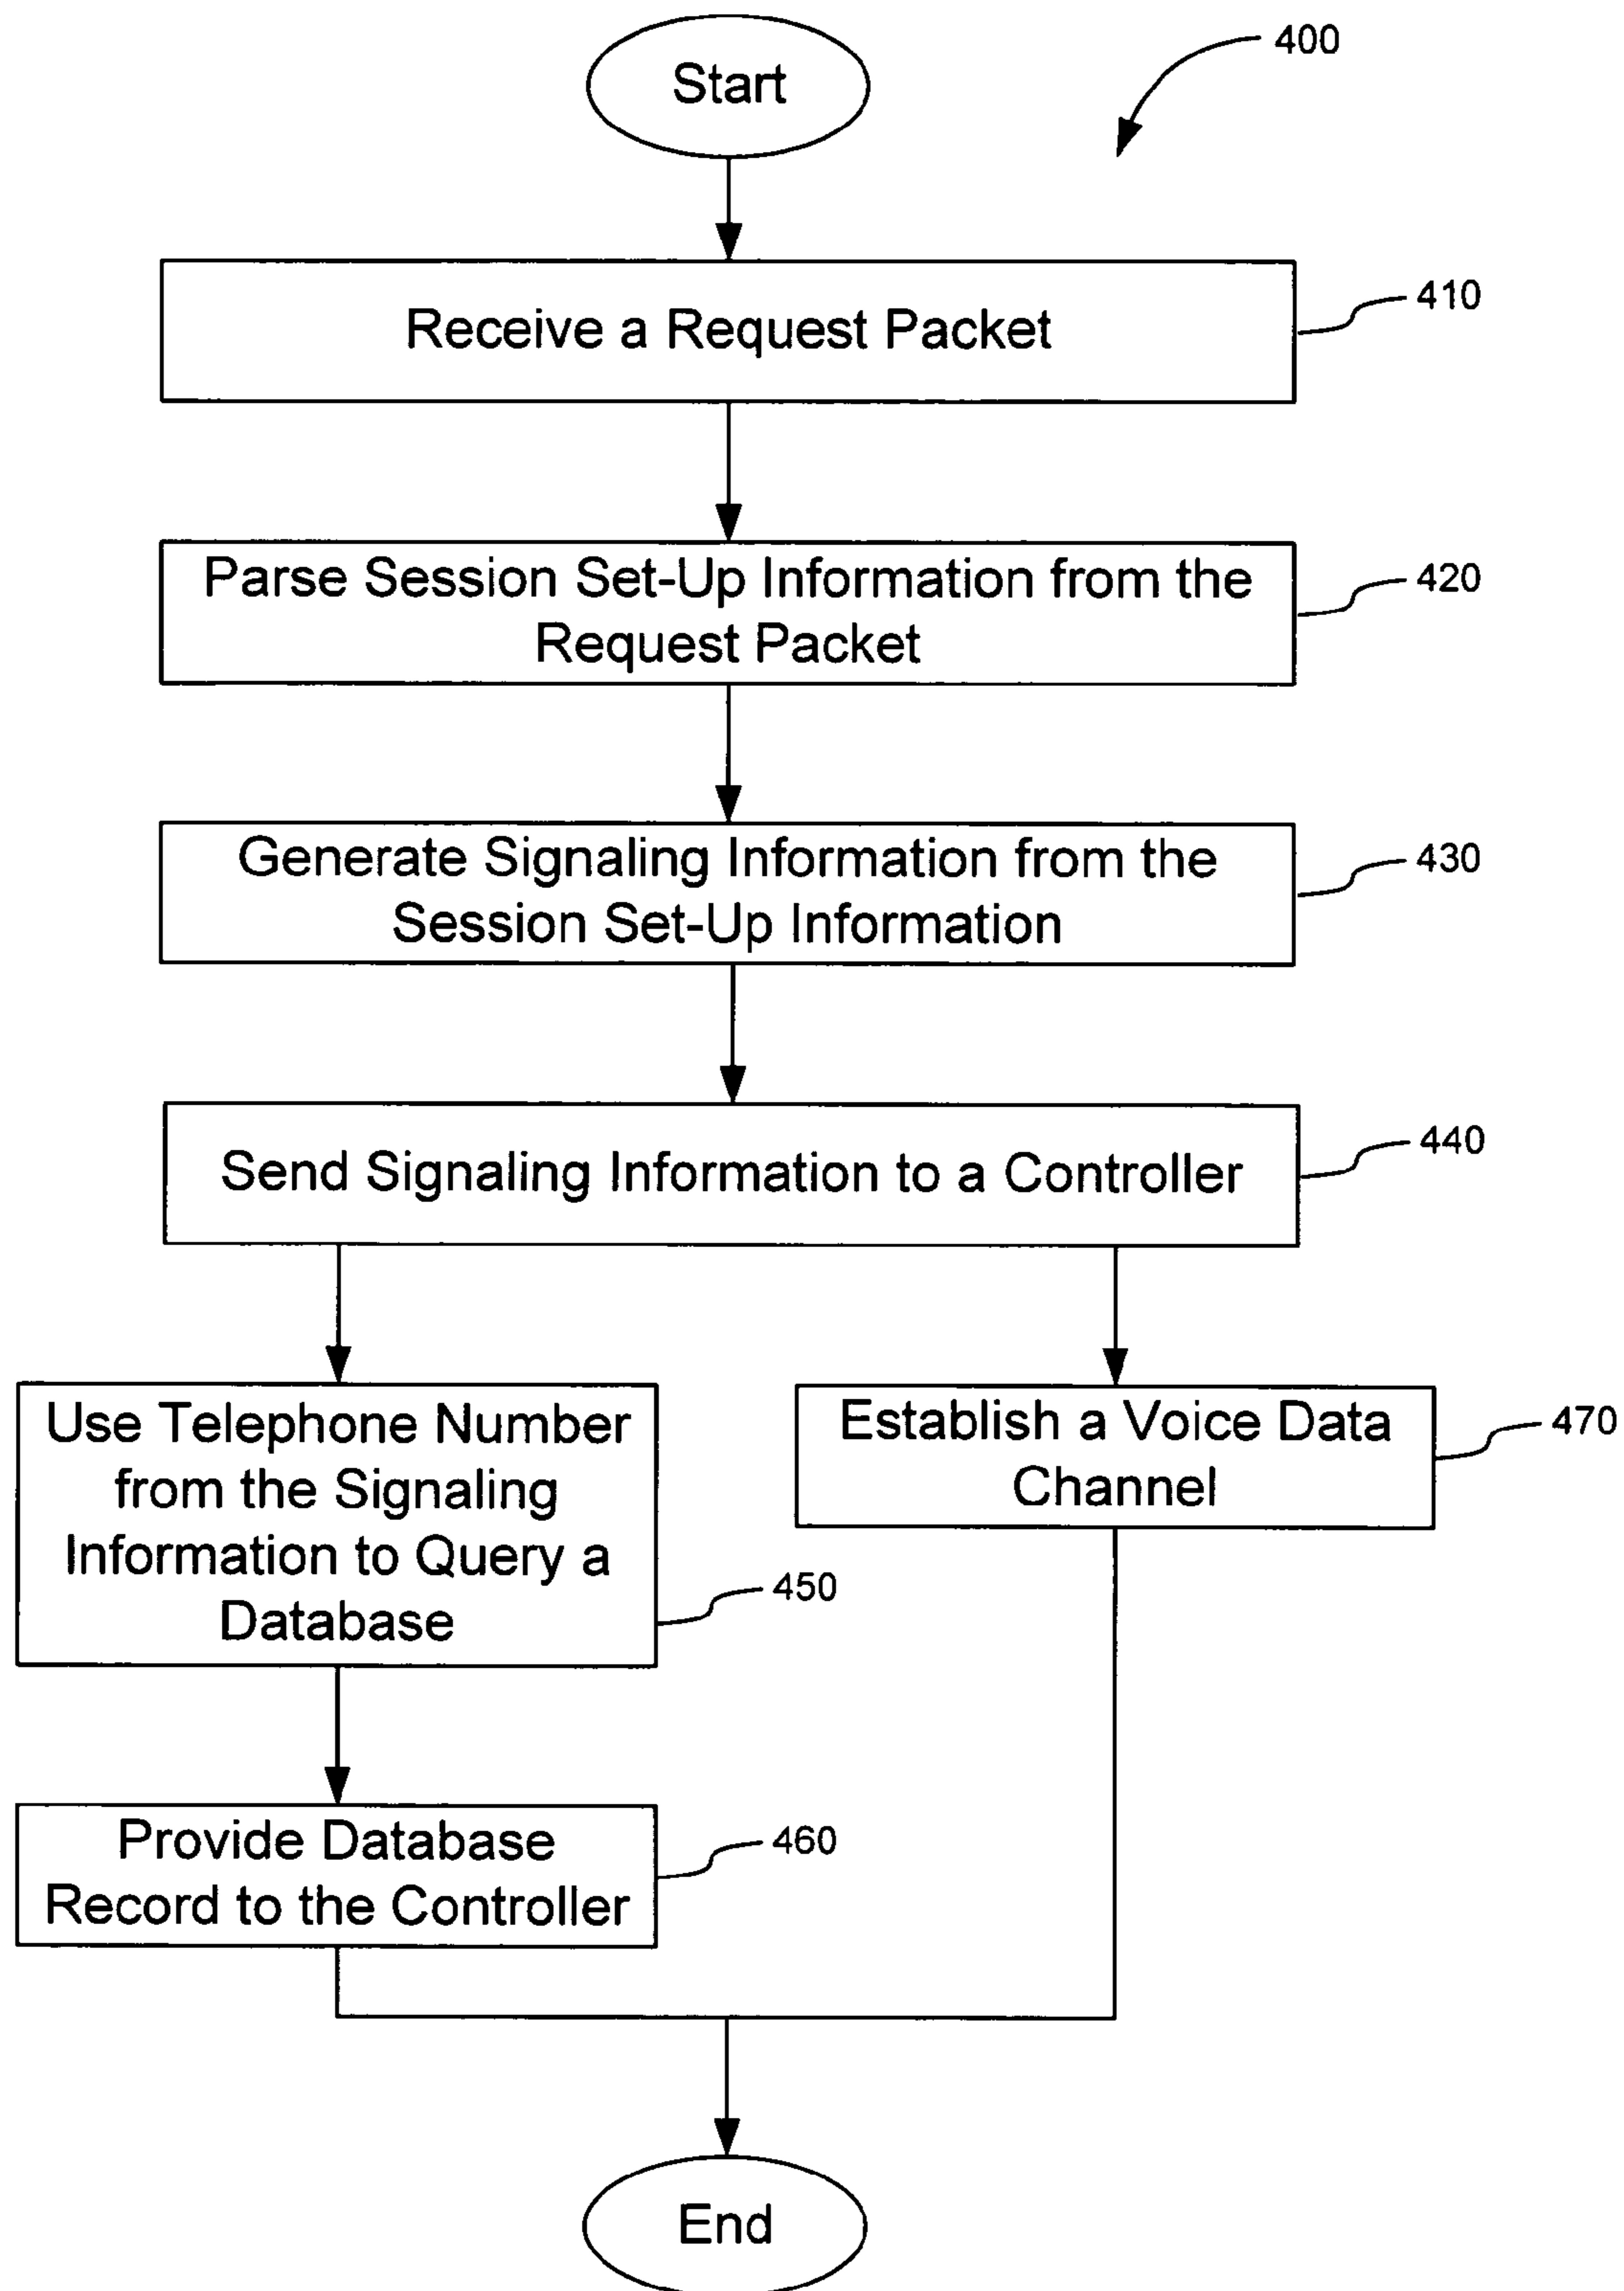 Start
400
Receive a Request Packet
410
Parse Session Set-Up Information from the
Request Packet
420
Generate Signaling Information from the
Session Set-Up Information
430
Send Signaling Information to a Controller
440
Use Telephone Number
from the Signaling
Information to Query a
Database
450
Establish a Voice Data
Channel
470
Provide Database
Record to the Controller
460
End